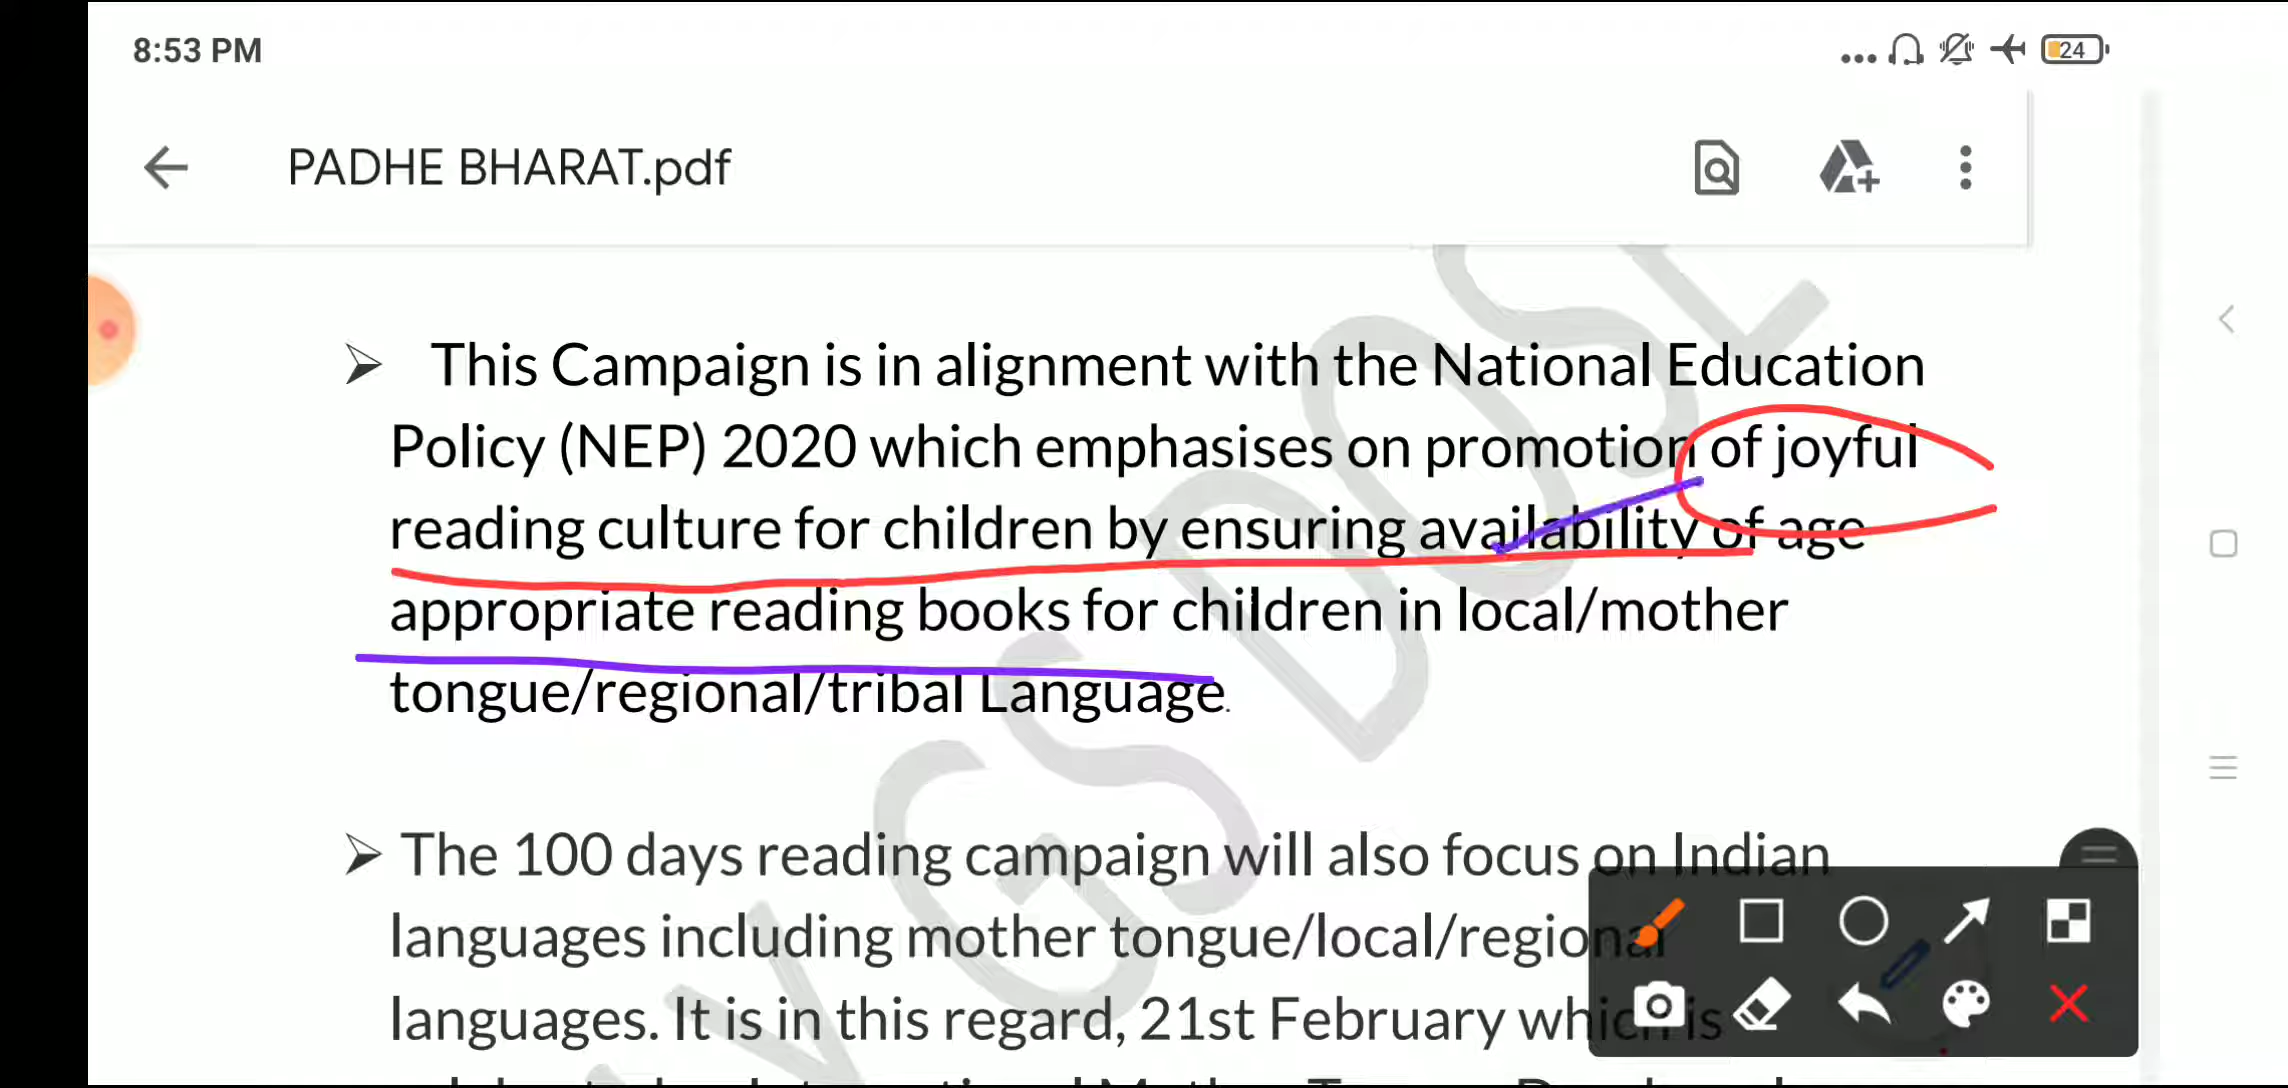 8:53 PM
24
PADHE BHARAT.pdf
➢ This Campaign is in alignment with the National Education
Policy (NEP) 2020 which emphasises on promotion of joyful
reading culture for children by ensuring availability of age
appropriate reading books for children in local/mother
tongue/regional/tribal Language.
➢ The 100 days reading campaign will also focus on Indian
languages including mother tongue/local/regional
languages. It is in this regard, 21st February which is
GS DOSE